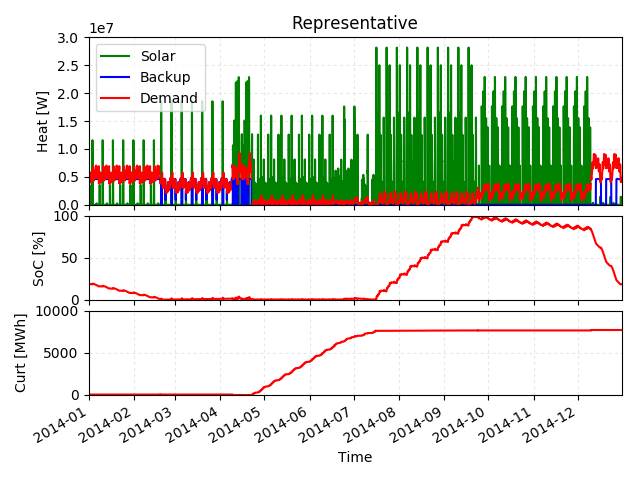 Representative
1e7
3.0
2.5
2.0
1.5
1.0
0.5
0.0
Heat [W]
Solar
Backup
Demand
100
50
0
SoC [%]
10000
5000
0
Curt [MWh]
2014-01
2014-02
2014-03
2014-04
2014-05
2014-06
2014-07
2014-08
2014-09
2014-10
2014-11
2014-12
Time